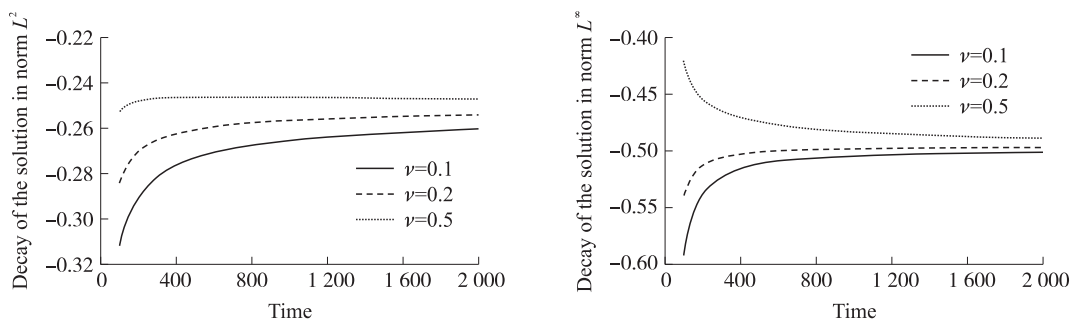 Decay of the solution in norm L²
−0.22
−0.24
−0.26
−0.28
−0.30
−0.32
0
400
800
1 200
1 600
2 000
Time
ν=0.1
ν=0.2
ν=0.5
Decay of the solution in norm L^∞
−0.40
−0.45
−0.50
−0.55
−0.60
0
400
800
1 200
1 600
2 000
Time
ν=0.1
ν=0.2
ν=0.5